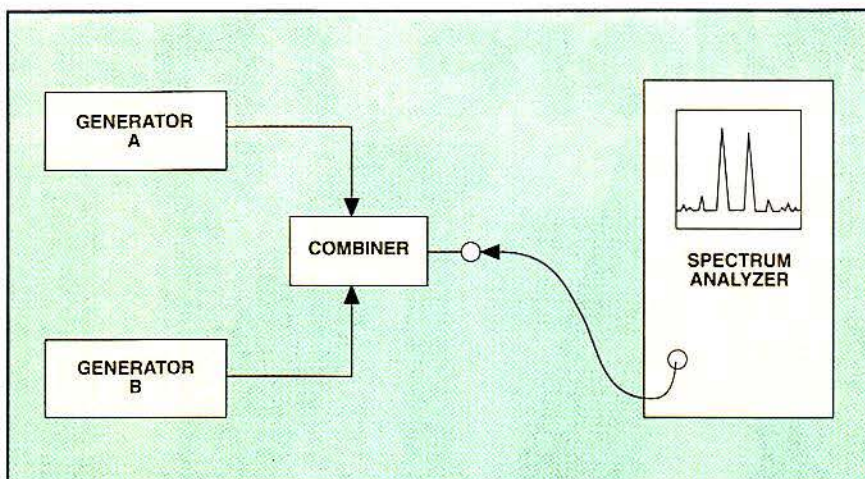 GENERATOR
A
COMBINER
GENERATOR
B
SPECTRUM
ANALYZER